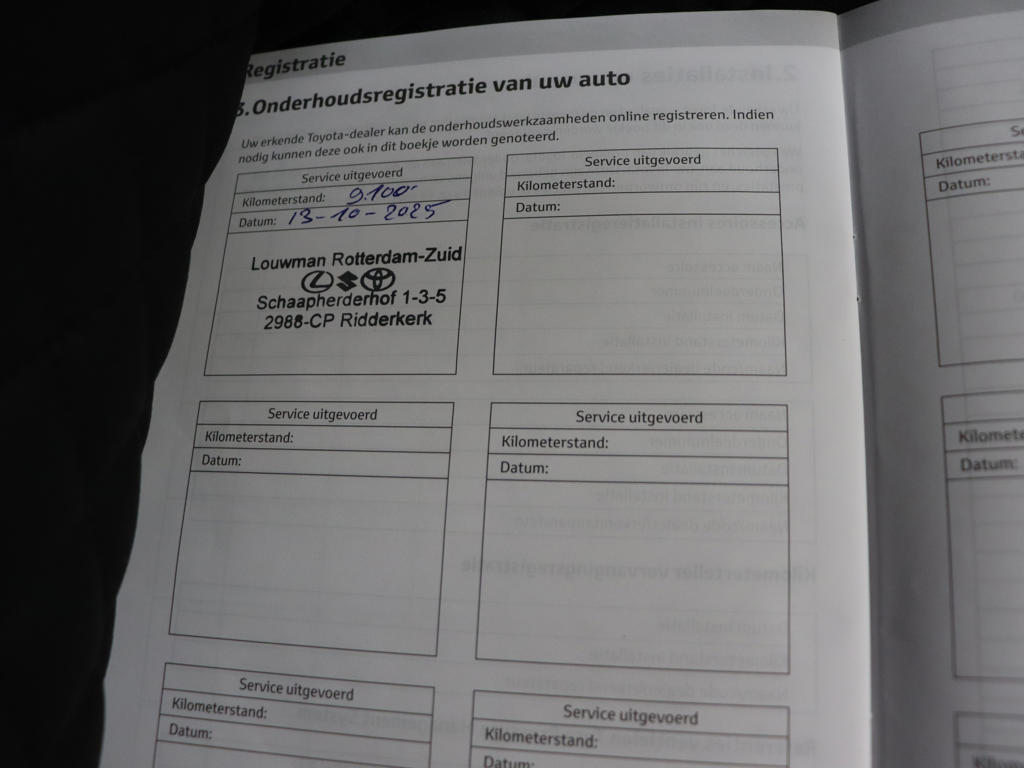 Registratie
3.Onderhoudsregistratie van uw auto
Uw erkende Toyota-dealer kan de onderhoudswerkzaamheden online registreren. Indien
nodig kunnen deze ook in dit boekje worden genoteerd.
Service uitgevoerd
Kilometerstand: 9.100-
Datum: 13-10-2025
Louwman Rotterdam-Zuid
Schaapherderhof 1-3-5
2988-CP Ridderkerk
Service uitgevoerd
Kilometerstand:
Datum:
Service uitgevoerd
Kilometerstand:
Datum:
Service uitgevoerd
Kilometerstand:
Datum:
Service uitgevoerd
Kilometerstand:
Datum:
Service uitgevoerd
Kilometerstand:
Datum:
Se
Kilometersta
Datum:
Kilomete
Datum:
Kilom